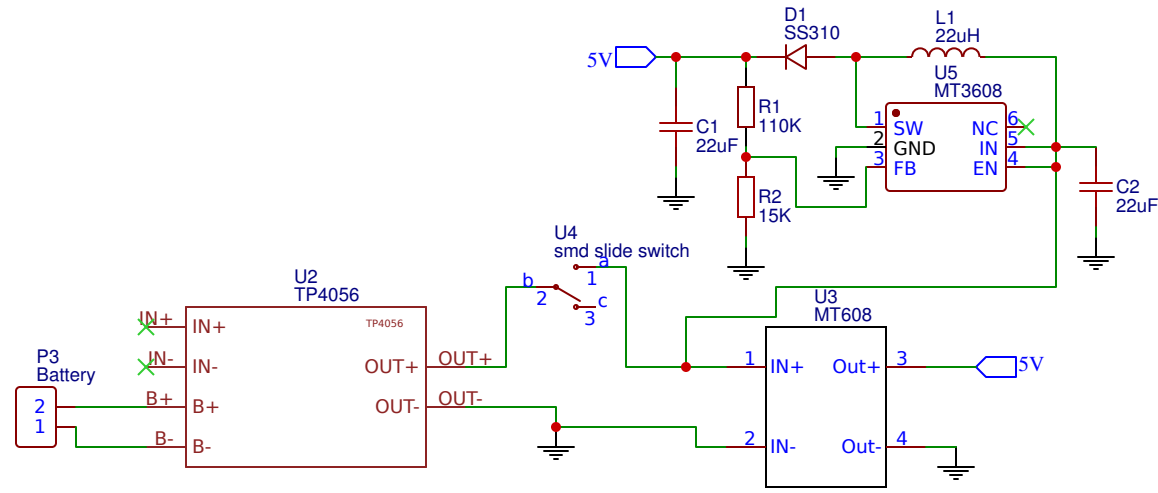 D1
SS310
L1
22uH
5V
U5
MT3608
R1
110K
C1
22uF
1
SW
NC
6
2
GND
IN
5
3
FB
EN
4
R2
15K
C2
22uF
U4
smd slide switch
a
1
b
2
c
3
U2
TP4056
IN+
IN+
TP4056
IN-
IN-
OUT+
OUT+
P3
Battery
2
1
B+
B+
OUT-
OUT-
B-
B-
U3
MT608
1
IN+
Out+
3
5V
2
IN-
Out-
4